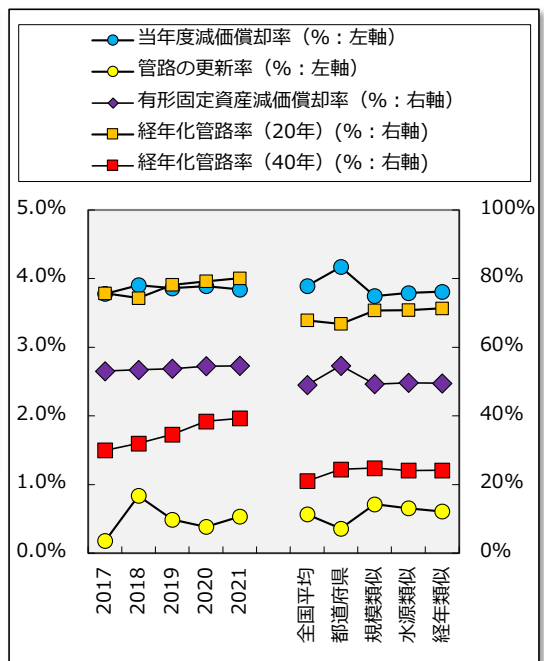 当年度減価償却率（%：左軸）
管路の更新率（%：左軸）
有形固定資産減価償却率（%：右軸）
経年化管路率（20年）(%：右軸)
経年化管路率（40年）(%：右軸)
5.0% 100%
4.0% 80%
3.0% 60%
2.0% 40%
1.0% 20%
0.0% 0%
2017
2018
2019
2020
2021
全国平均
都道府県
規模類似
水源類似
経年類似